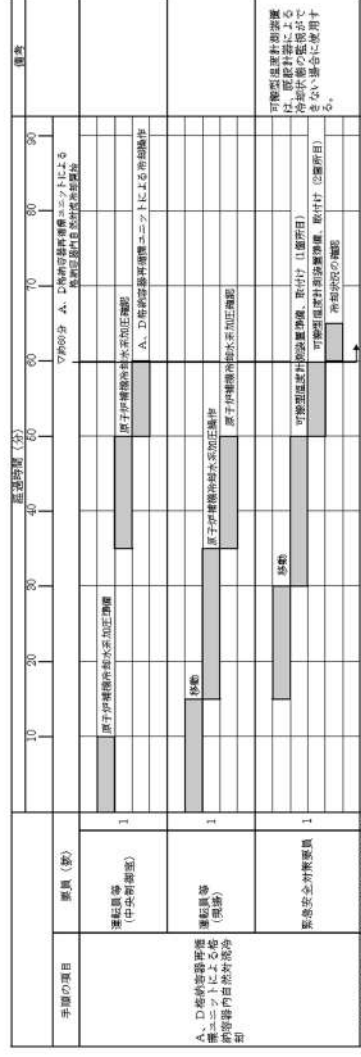 手順の項目
要員（数）
経過時間（分）
備考
10
20
30
40
50
60
70
80
90
▽約60分 A、D格納容器再循環ユニットによる
格納容器内自然対流冷却開始
A、D格納容器再循
環ユニットによる格
納容器内自然対流冷
却
運転員等
（中央制御室）
1
原子炉補機冷却水系加圧準備
原子炉補機冷却水系加圧確認
A、D格納容器再循環ユニットによる冷却操作
運転員等
（現場）
1
移動
原子炉補機冷却水系加圧操作
原子炉補機冷却水系加圧確認
緊急安全対策要員
1
移動
可搬型温度計測装置準備、取付け（1箇所目）
可搬型温度計測装置準備、取付け（2箇所目）
冷却状況の確認
可搬型温度計測装置
は、既設計器による
冷却状態の監視がで
きない場合に使用す
る。